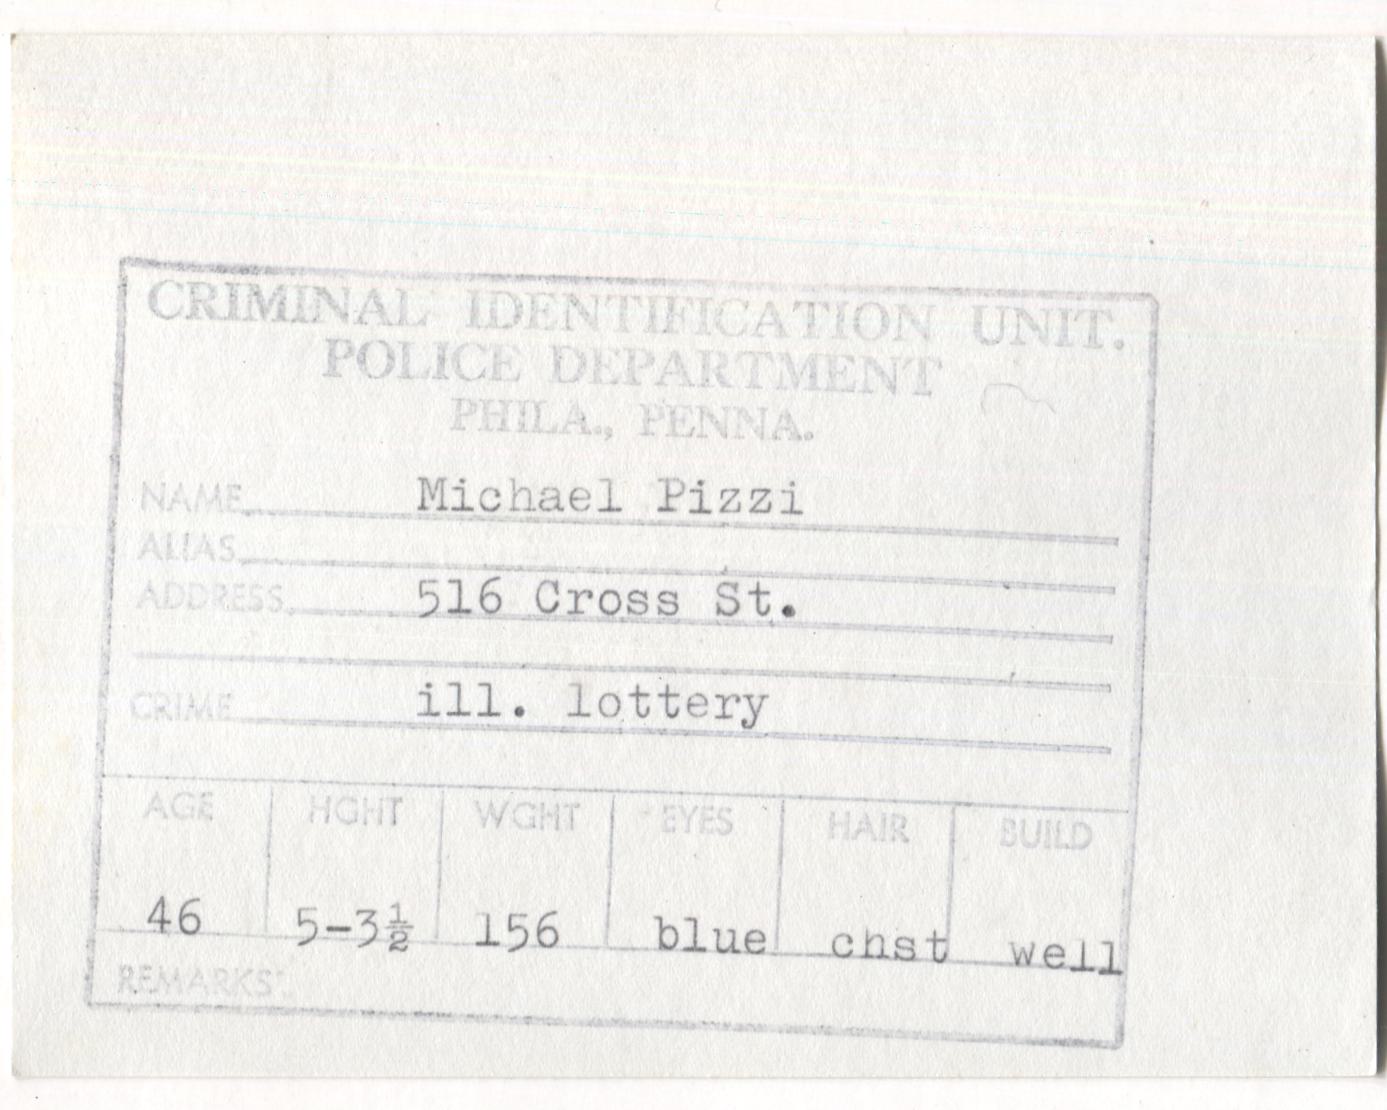 CRIMINAL IDENTIFICATION UNIT.
POLICE DEPARTMENT
PHILA., PENNA.
NAME Michael Pizzi
ALIAS
ADDRESS 516 Cross St.
CRIME ill. lottery
AGE HGHT WGHT EYES HAIR BUILD
46 5-3½ 156 blue chst well
REMARKS: